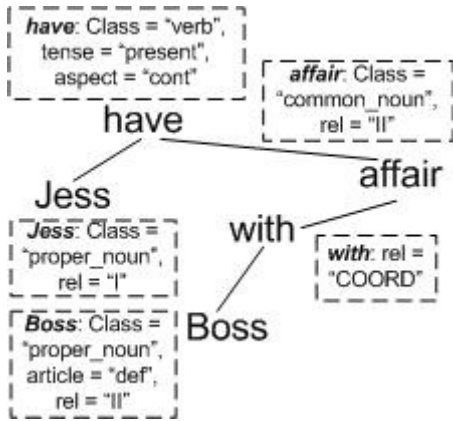 have: Class = "verb",
tense = "present",
aspect = "cont"
have
affair: Class =
"common_noun",
rel = "II"
Jess
affair
Jess: Class =
"proper_noun",
rel = "I"
with
with: rel =
"COORD"
Boss: Class =
"proper_noun",
article = "def",
rel = "II"
Boss